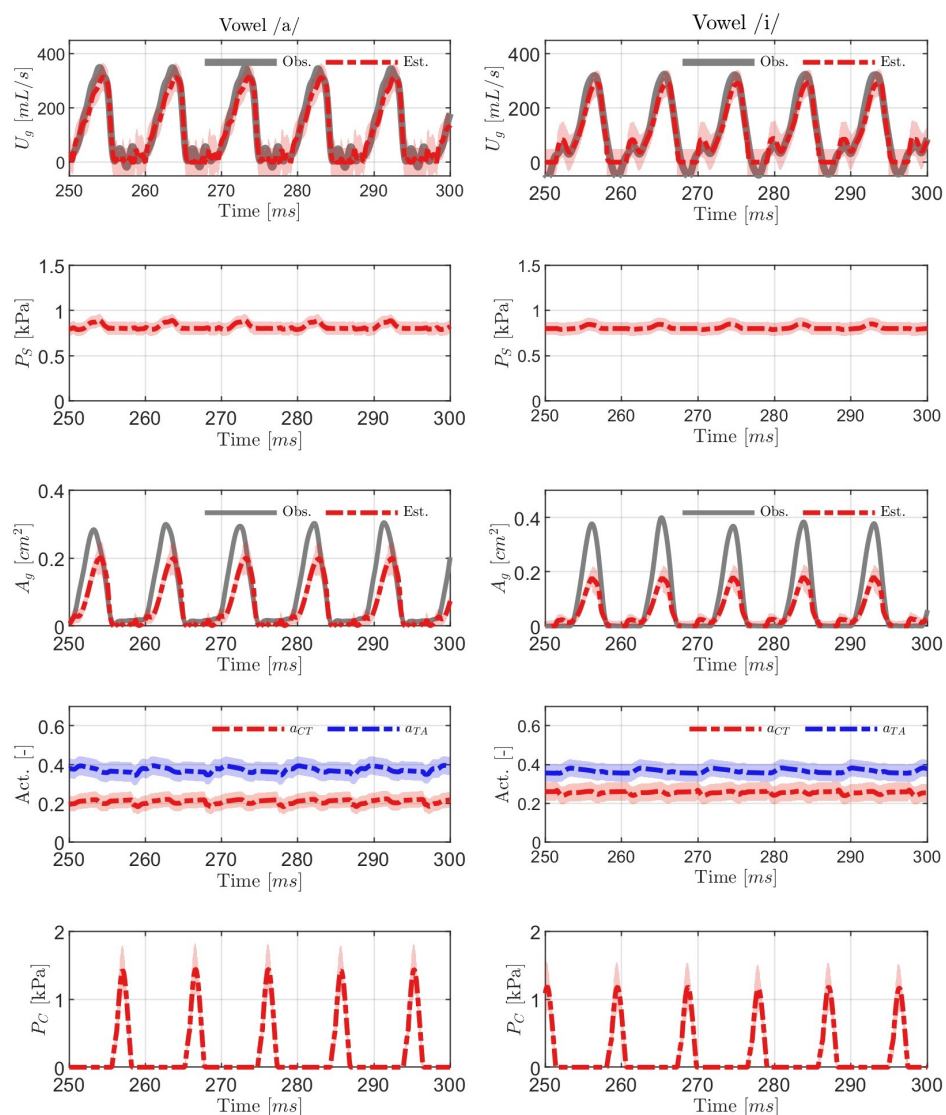 Vowel /a/
400
200
0
U_g [mL/s]
Obs. Est.
250 260 270 280 290 300
Time [ms]
Vowel /i/
400
200
0
U_g [mL/s]
Obs. Est.
250 260 270 280 290 300
Time [ms]
1.5
1
0.5
0
P_S [kPa]
250 260 270 280 290 300
Time [ms]
1.5
1
0.5
0
P_S [kPa]
250 260 270 280 290 300
Time [ms]
0.4
0.2
0
A_g [cm²]
Obs. Est.
250 260 270 280 290 300
Time [ms]
0.4
0.2
0
A_g [cm²]
Obs. Est.
250 260 270 280 290 300
Time [ms]
0.6
0.4
0.2
0
Act. [-]
a_CT a_TA
250 260 270 280 290 300
Time [ms]
0.6
0.4
0.2
0
Act. [-]
a_CT a_TA
250 260 270 280 290 300
Time [ms]
2
1
0
P_C [kPa]
250 260 270 280 290 300
Time [ms]
2
1
0
P_C [kPa]
250 260 270 280 290 300
Time [ms]